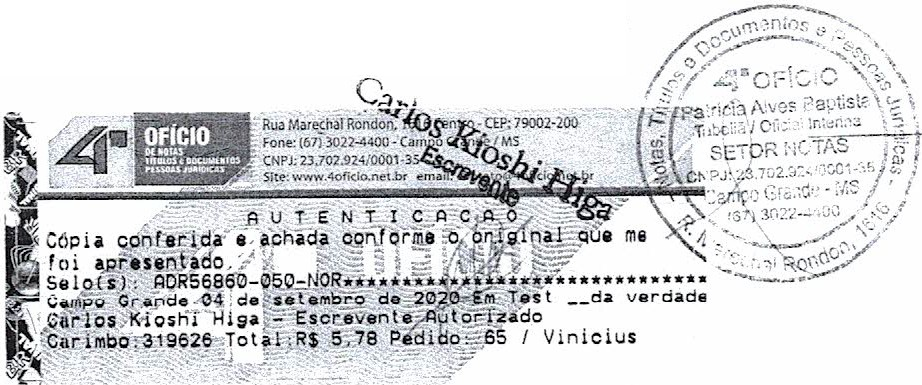 4º OFÍCIO
DE NOTAS
TÍTULOS e DOCUMENTOS
PESSOAS JURÍDICAS
Rua Marechal Rondon, Centro - CEP: 79002-200
Fone: (67) 3022-4400 - Campo Grande / MS
CNPJ: 23.702.924/0001-35
Site: www.4oficio.net.br email:
Carlos Kioshi Higa
Escrevente
AUTENTICACAO
Cópia conferida e achada conforme o original que me
foi apresentado.
Selo(s): ADR56860-050-NOR
Campo Grande 04 de setembro de 2020 Em Test __da verdade
Carlos Kioshi Higa - Escrevente Autorizado
Carimbo:319626 Total:R$ 5,78 Pedido: 65 / Vinicius
Notas, Títulos e Documentos e Pessoas Jurídicas -
4º OFÍCIO
Patricia Alves Baptista
Tabeliã / Oficial Interina
SETOR NOTAS
CNPJ: 23.702.924/0001-35
Campo Grande - MS
(67) 3022-4400
R. Marechal Rondon, 1616